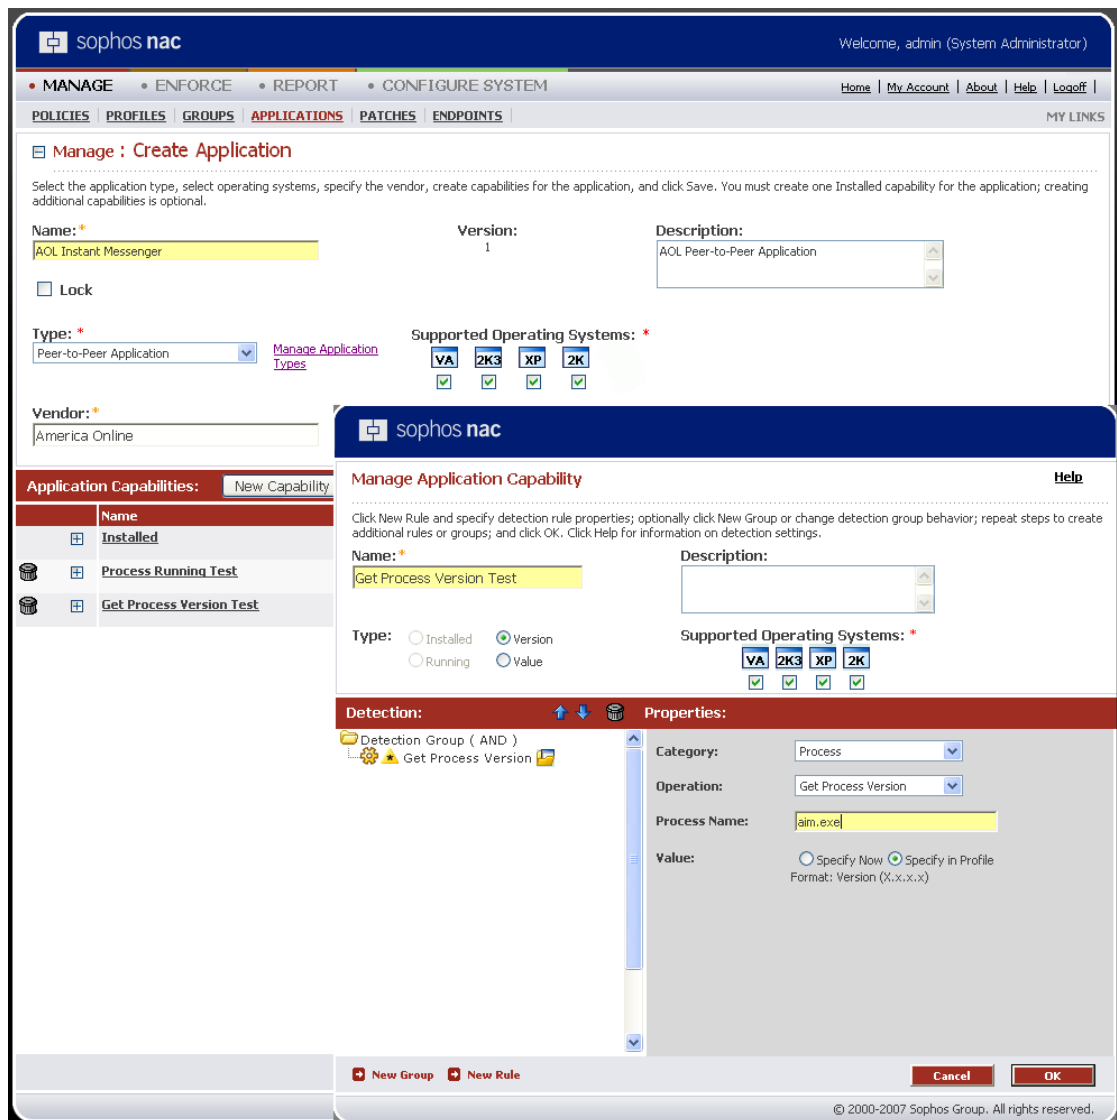 sophos nac
Welcome, admin (System Administrator)
• MANAGE • ENFORCE • REPORT • CONFIGURE SYSTEM
Home | My Account | About | Help | Logoff |
POLICIES | PROFILES | GROUPS | APPLICATIONS | PATCHES | ENDPOINTS |
MY LINKS
Manage : Create Application
Select the application type, select operating systems, specify the vendor, create capabilities for the application, and click Save. You must create one Installed capability for the application; creating
additional capabilities is optional.
Name: * Version: Description:
AOL Instant Messenger 1 AOL Peer-to-Peer Application
Lock
Type: * Supported Operating Systems: *
Peer-to-Peer Application Manage Application
Types
VA 2K3 XP 2K
Vendor: *
America Online
Application Capabilities: New Capability
Name
Installed
Process Running Test
Get Process Version Test
sophos nac
Manage Application Capability Help
Click New Rule and specify detection rule properties; optionally click New Group or change detection group behavior; repeat steps to create
additional rules or groups; and click OK. Click Help for information on detection settings.
Name: * Description:
Get Process Version Test
Type: Installed Version Supported Operating Systems: *
Running Value VA 2K3 XP 2K
Detection: Properties:
Detection Group ( AND )
Get Process Version
Category: Process
Operation: Get Process Version
Process Name: aim.exe
Value: Specify Now Specify in Profile
Format: Version (X.x.x.x)
New Group New Rule Cancel OK
© 2000-2007 Sophos Group. All rights reserved.